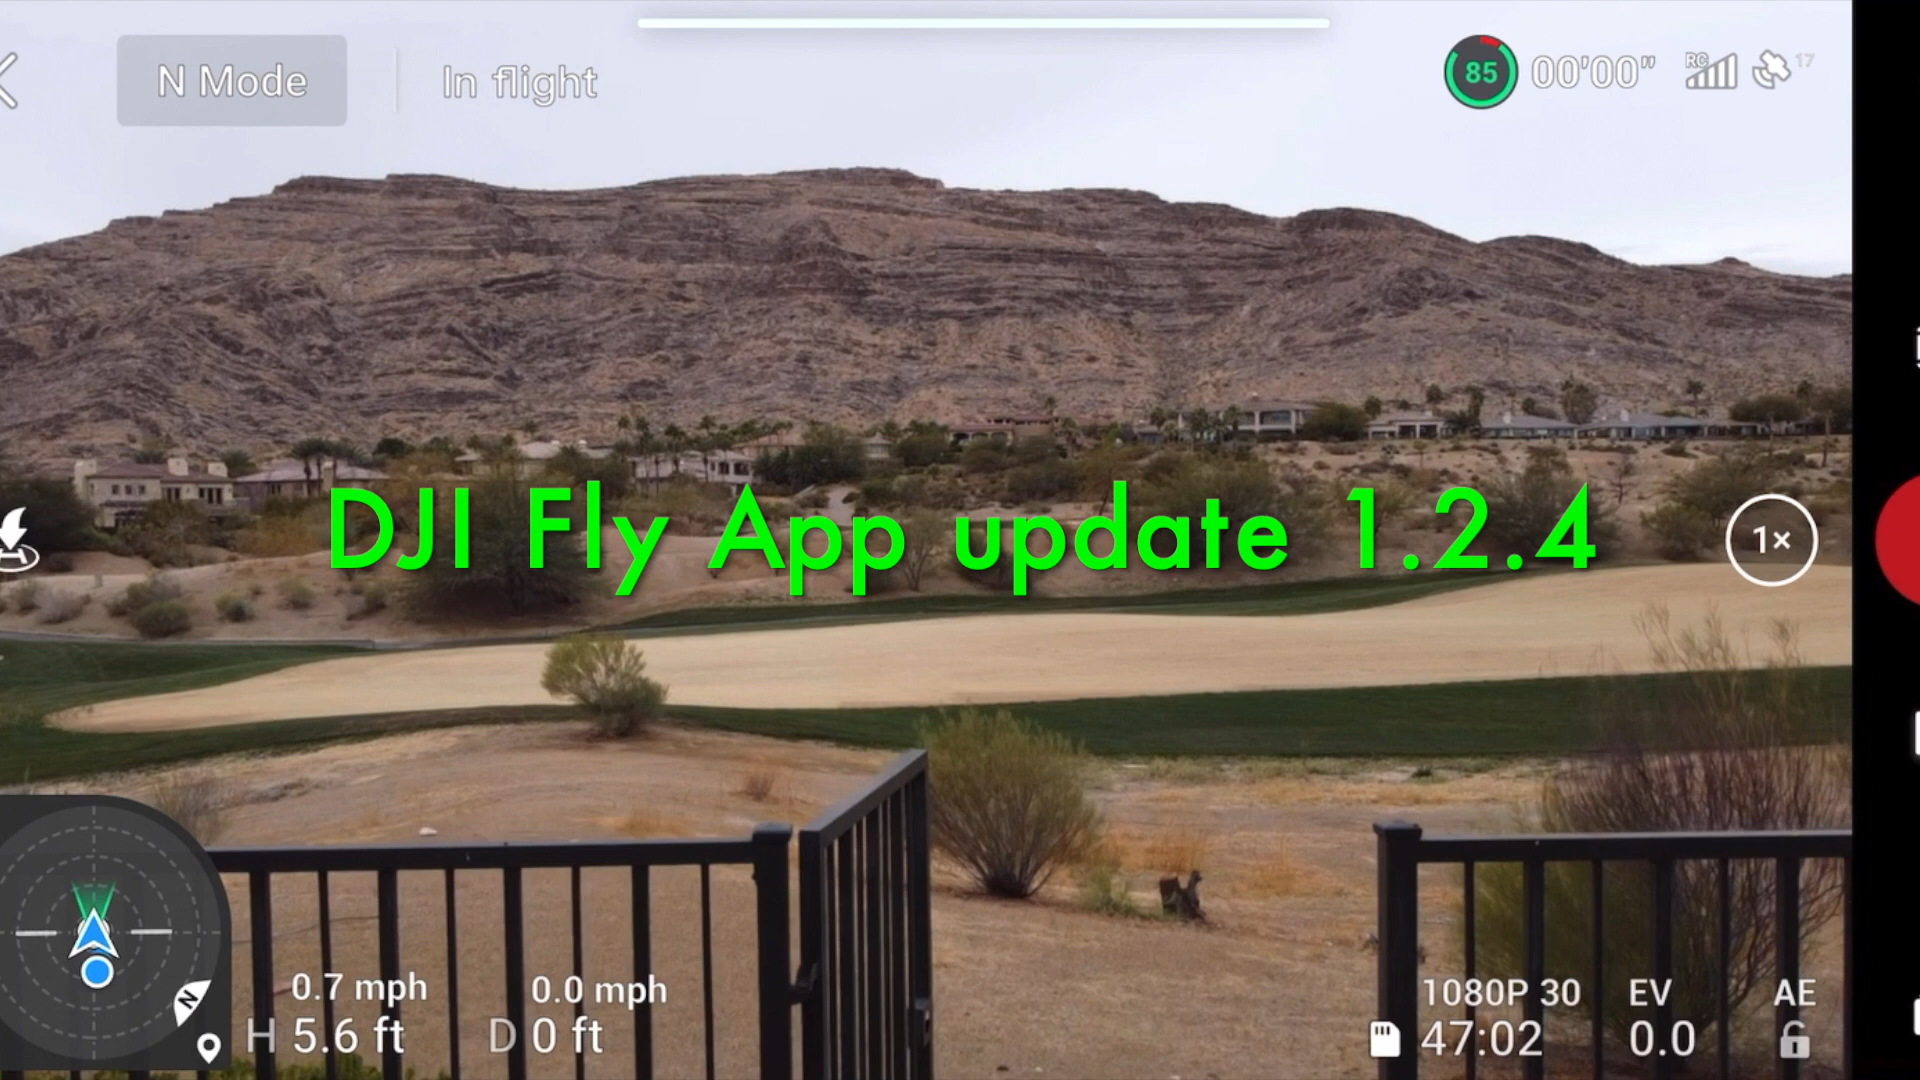 N Mode
In flight
85
00'00"
RC
17
DJI Fly App update 1.2.4
1×
N
0.7 mph
0.0 mph
H 5.6 ft
D 0 ft
1080P 30
EV
AE
47:02
0.0